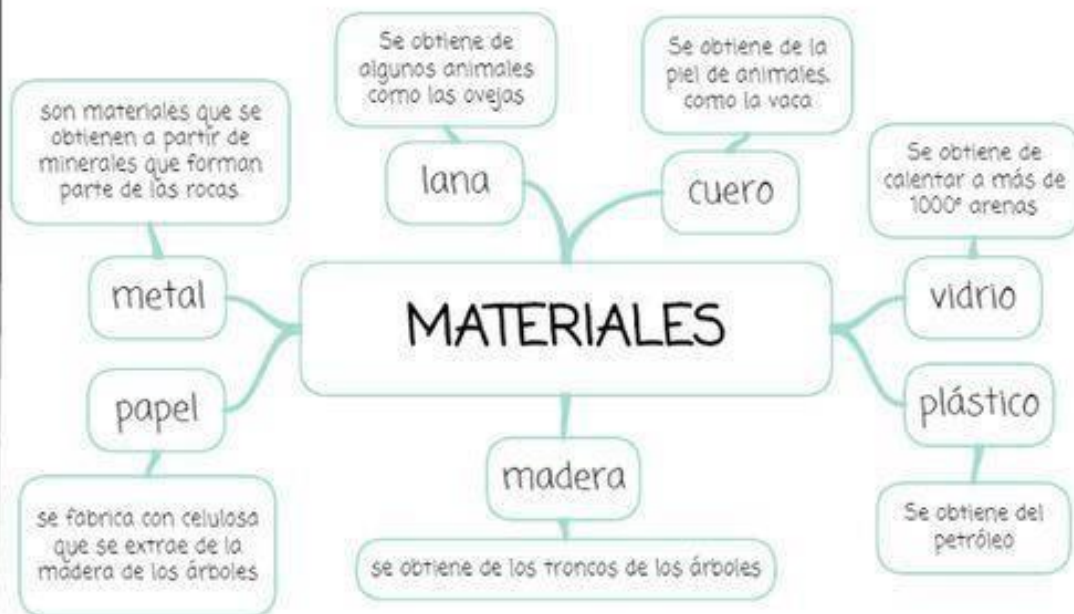 Se obtiene de
algunos animales
como las ovejas
lana
Se obtiene de la
piel de animales.
como la vaca
cuero
son materiales que se
obtienen a partir de
minerales que forman
parte de las rocas.
metal
Se obtiene de
calentar a más de
1000º arenas
vidrio
MATERIALES
papel
se fabrica con celulosa
que se extrae de la
madera de los árboles
madera
se obtiene de los troncos de los árboles
plástico
Se obtiene del
petróleo